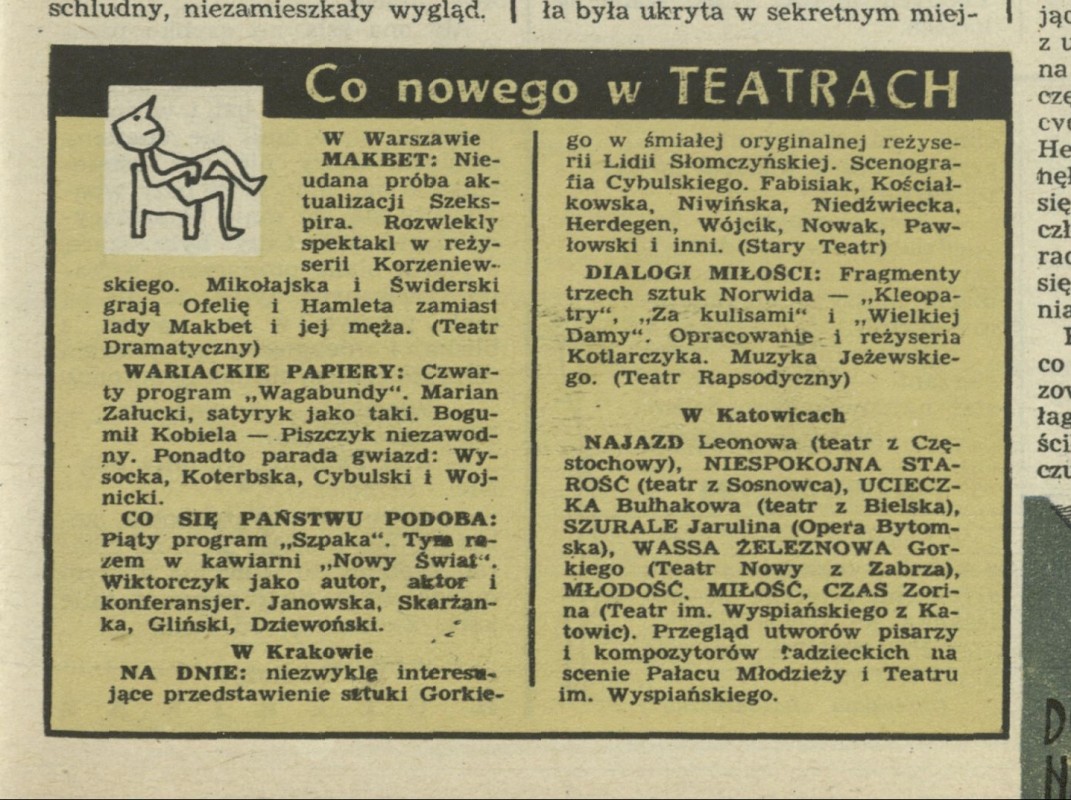 schludny, niezamieszkały wygląd.
ła była ukryta w sekretnym miej-
Co nowego w TEATRACH
W Warszawie
MAKBET: Nie-
udana próba ak-
tualizacji Szeks-
pira. Rozwlekly
spektakl w reży-
serii Korzeniew-
skiego. Mikołajska i Świderski
grają Ofelię i Hamleta zamiast
lady Makbet i jej męża. (Teatr
Dramatyczny)
WARIACKIE PAPIERY: Czwar-
ty program „Wagabundy“. Marian
Załucki, satyryk jako taki. Bogu-
mił Kobiela — Piszczyk niezawod-
ny. Ponadto parada gwiazd: Wy-
socka, Koterbska, Cybulski i Woj-
nicki.
CO SIĘ PAŃSTWU PODOBA:
Piąty program „Szpaka“. Tym ra-
zem w kawiarni „Nowy Świat“.
Wiktorczyk jako autor, aktor i
konferansjer. Janowska, Skarżan-
ka, Gliński, Dziewoński.
W Krakowie
NA DNIE: niezwykle interesu-
jące przedstawienie sztuki Gorkie-
go w śmiałej oryginalnej reżyse-
rii Lidii Słomczyńskiej. Scenogra-
fia Cybulskiego. Fabisiak, Kościał-
kowska, Niwińska, Niedźwiecka,
Herdegen, Wójcik, Nowak, Paw-
łowski i inni. (Stary Teatr)
DIALOGI MIŁOŚCI: Fragmenty
trzech sztuk Norwida — „Kleopa-
try“, „Za kulisami“ i „Wielkiej
Damy“. Opracowanie i reżyseria
Kotlarczyka. Muzyka Jeżewskie-
go. (Teatr Rapsodyczny)
W Katowicach
NAJAZD Leonowa (teatr z Czę-
stochowy), NIESPOKOJNA STA-
ROŚĆ (teatr z Sosnowca), UCIECZ-
KA Bułhakowa (teatr z Bielska),
SZURALE Jarulina (Opera Bytom-
ska), WASSA ŻELEZNOWA Gor-
kiego (Teatr Nowy z Zabrza),
MŁODOŚĆ, MIŁOŚĆ, CZAS Zori-
na (Teatr im. Wyspiańskiego z Ka-
towic). Przegląd utworów pisarzy
i kompozytorów radzieckich na
scenie Pałacu Młodzieży i Teatru
im. Wyspiańskiego.